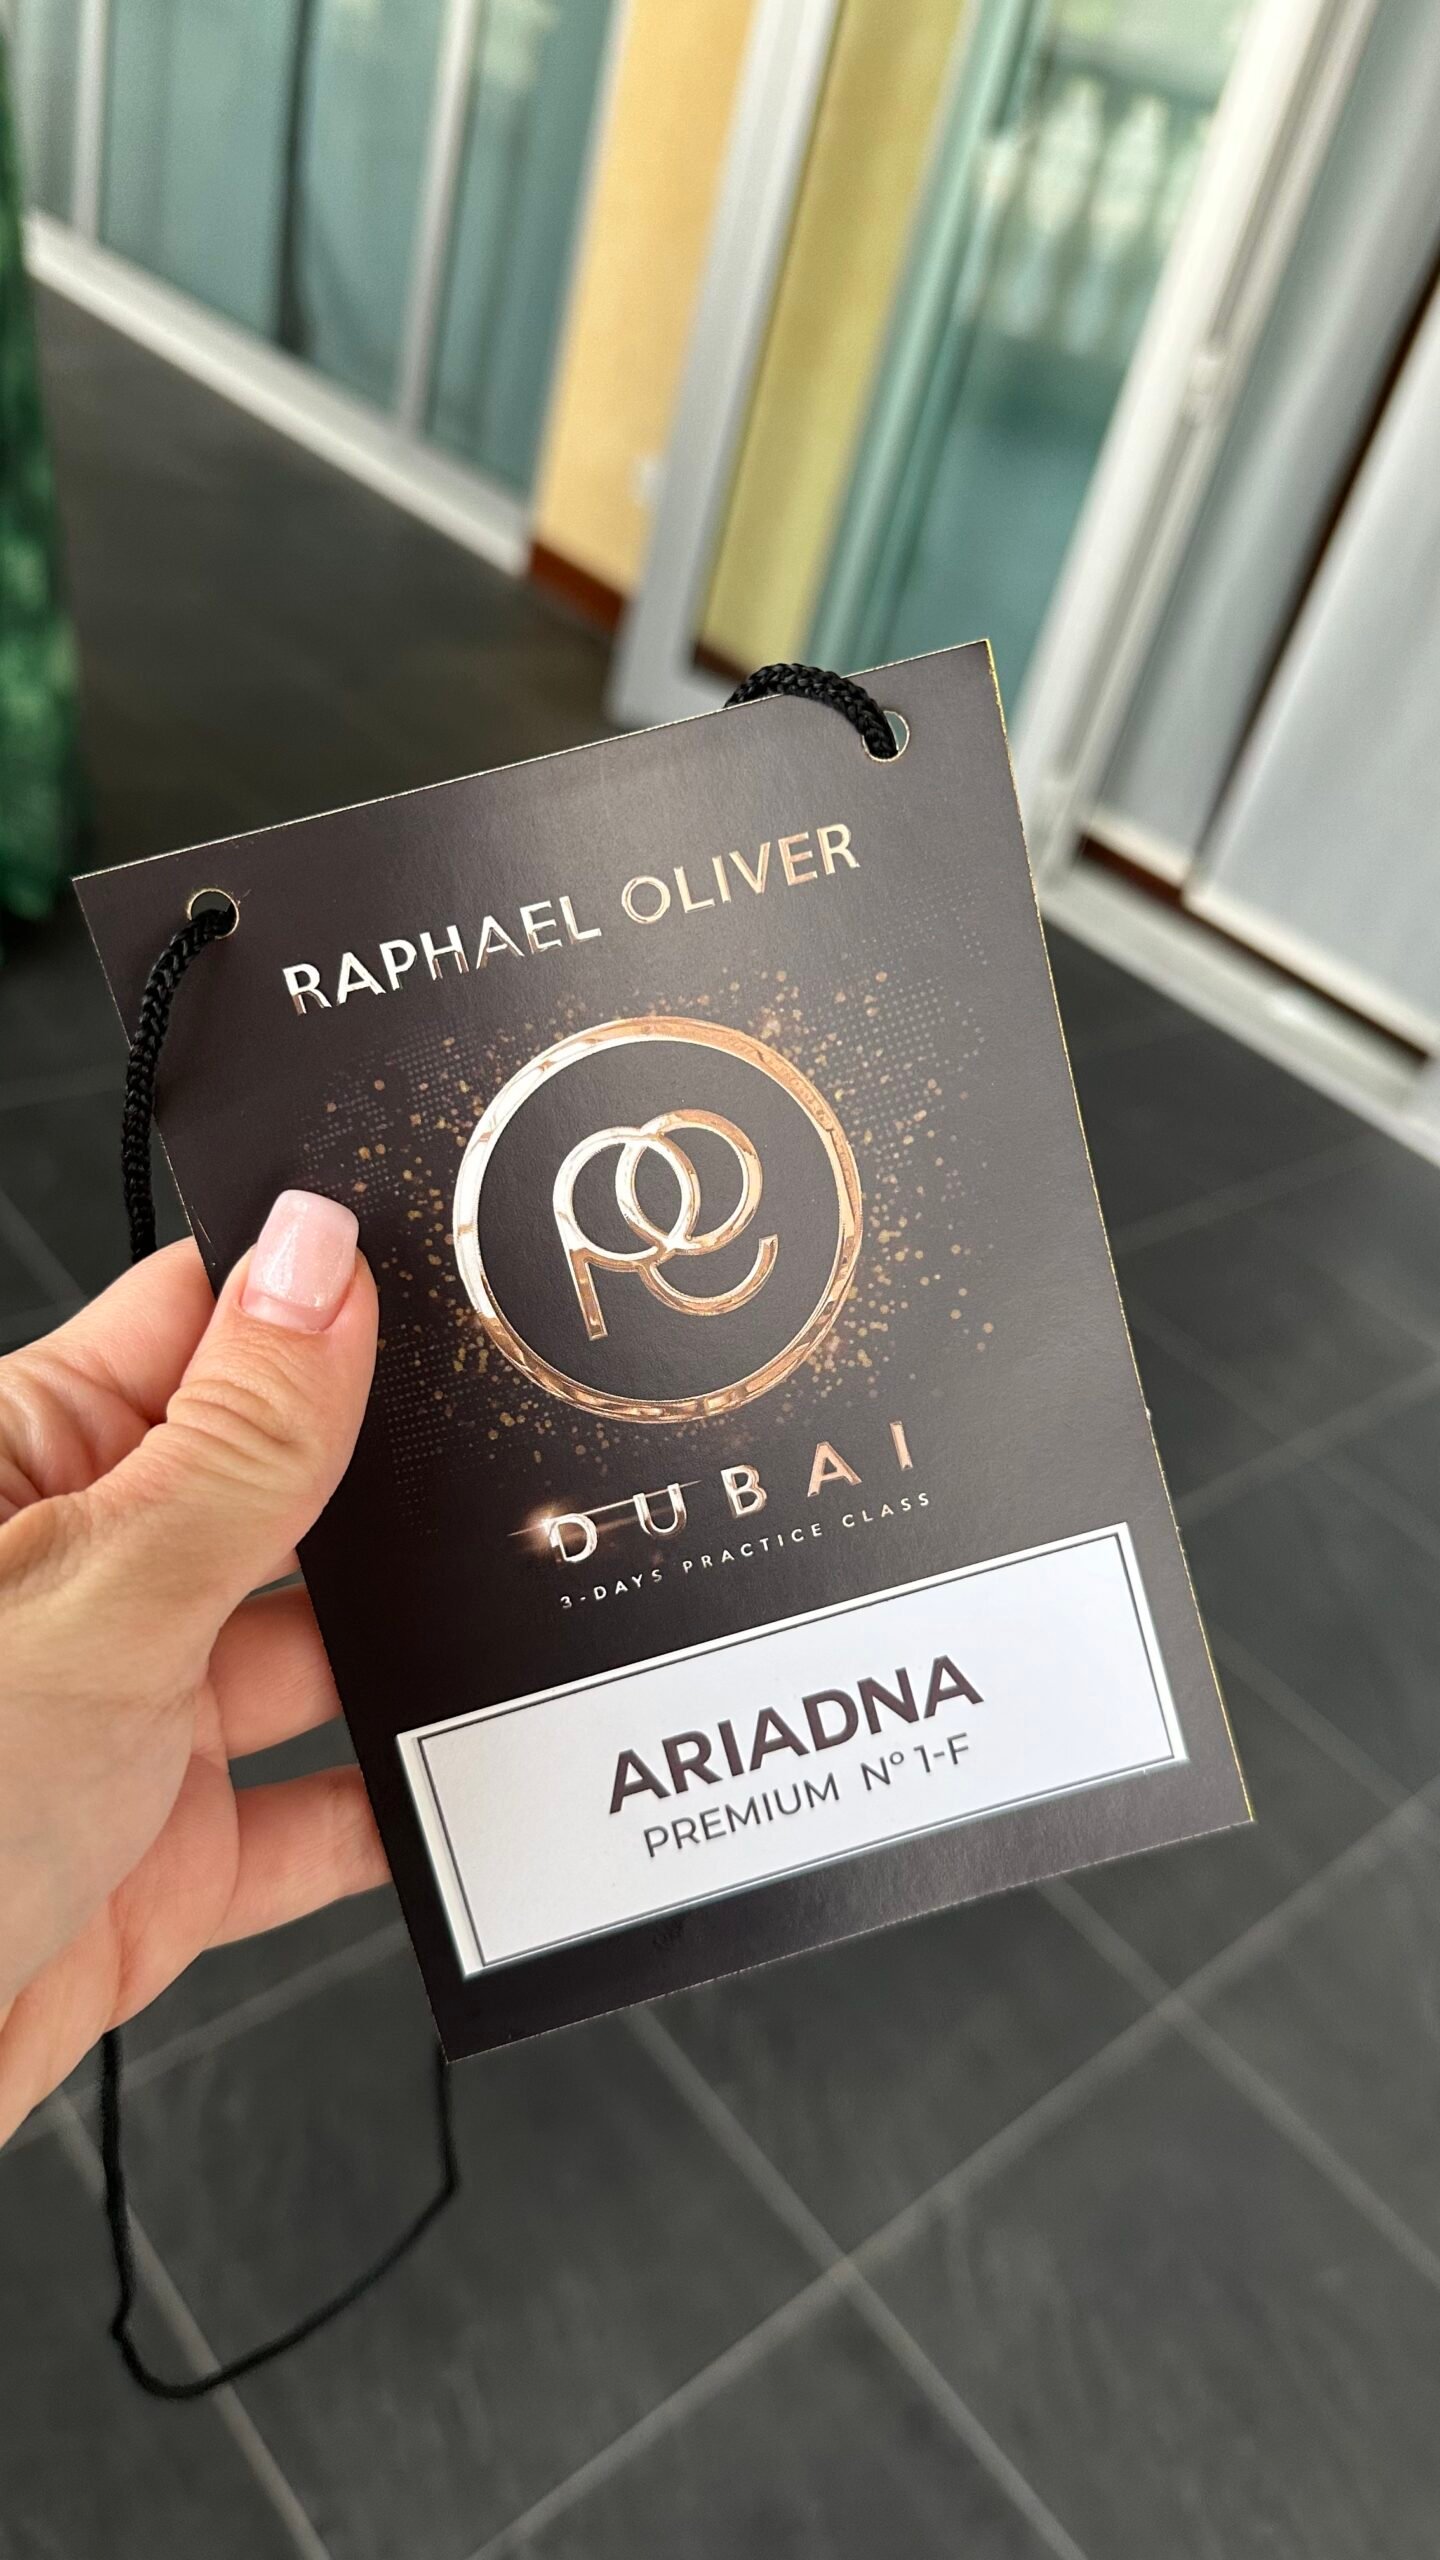 RAPHAEL OLIVER
DUBAI
3-DAYS PRACTICE CLASS
ARIADNA
PREMIUM Nº 1-F